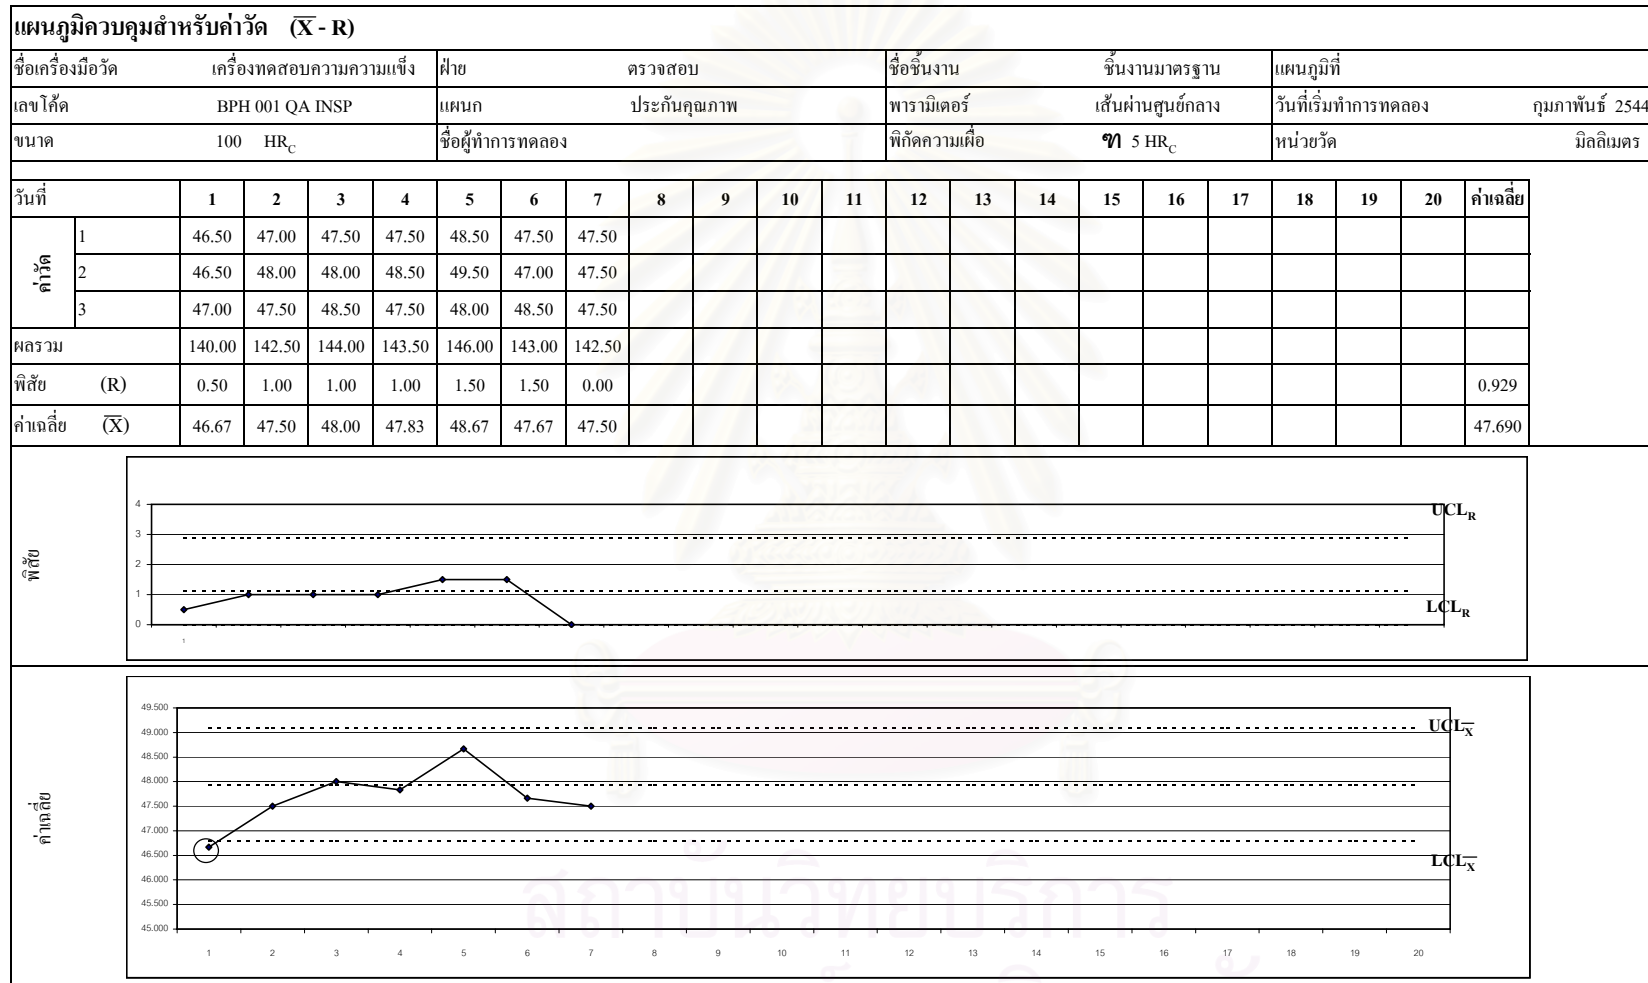 แผนภูมิควบคุมสำหรับค่าวัด (X̅ - R)
ชื่อเครื่องมือวัด เครื่องทดสอบความความแข็ง ฝ่าย ตรวจสอบ ชื่อชิ้นงาน ชิ้นงานมาตรฐาน แผนภูมิที่
เลขโค้ด BPH 001 QA INSP แผนก ประกันคุณภาพ พารามิเตอร์ เส้นผ่านศูนย์กลาง วันที่เริ่มทำการทดลอง กุมภาพันธ์ 2544
ขนาด 100 HRC ชื่อผู้ทำการทดลอง พิกัดความเผื่อ ฑ 5 HRC หน่วยวัด มิลลิเมตร
วันที่ 1 2 3 4 5 6 7 8 9 10 11 12 13 14 15 16 17 18 19 20 ค่าเฉลี่ย
ค่าวัด
1 46.50 47.00 47.50 47.50 48.50 47.50 47.50
2 46.50 48.00 48.00 48.50 49.50 47.00 47.50
3 47.00 47.50 48.50 47.50 48.00 48.50 47.50
ผลรวม 140.00 142.50 144.00 143.50 146.00 143.00 142.50
พิสัย (R) 0.50 1.00 1.00 1.00 1.50 1.50 0.00 0.929
ค่าเฉลี่ย (X̅) 46.67 47.50 48.00 47.83 48.67 47.67 47.50 47.690
พิสัย
4 UCLR
3
2
1 LCLR
0
1
ค่าเฉลี่ย
49.500
49.000 UCLX̅
48.500
48.000
47.500
47.000
46.500 LCLX̅
46.000
45.500
45.000
1 2 3 4 5 6 7 8 9 10 11 12 13 14 15 16 17 18 19 20
สถาบันวิทยบริการ